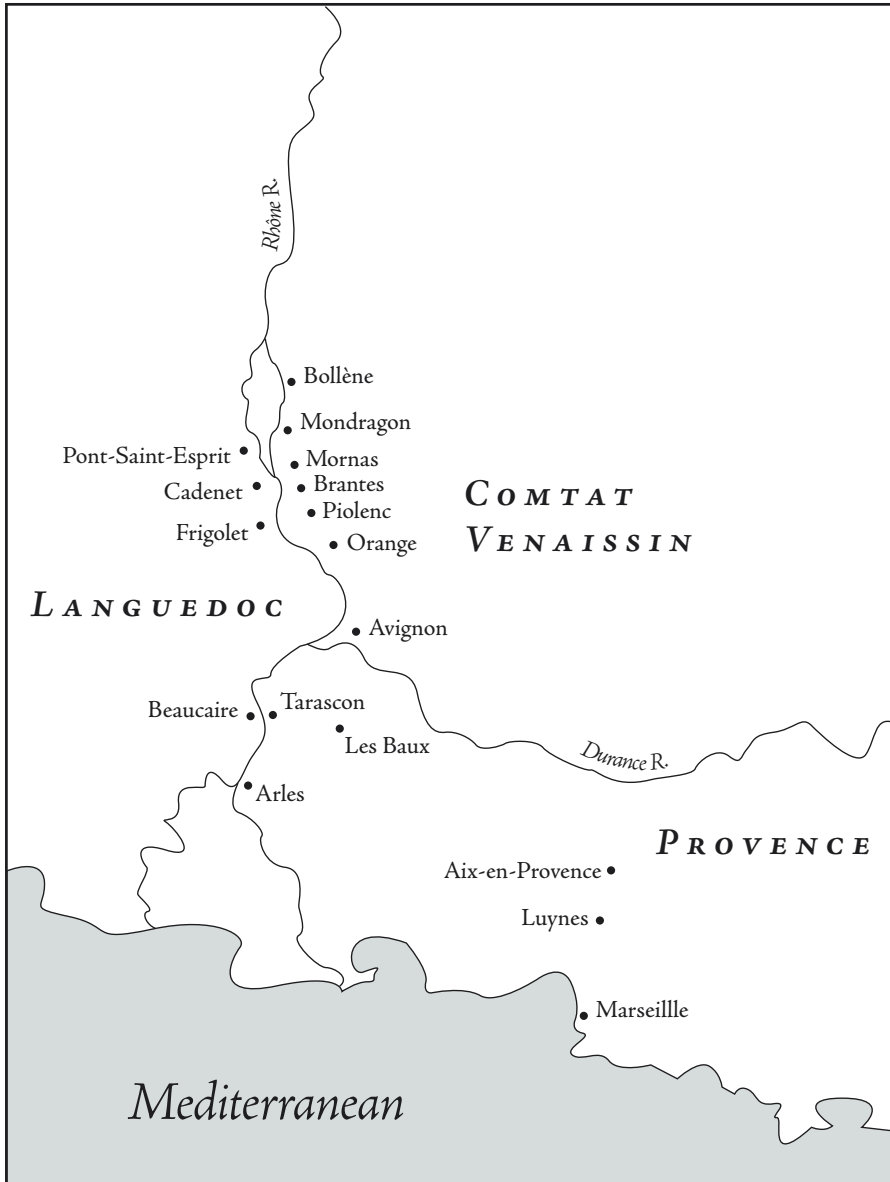 Rhône R.
Bollène
Mondragon
Pont-Saint-Esprit
Mornas
Cadenet
Brantes
Piolenc
Frigolet
Orange
COMTAT
VENAISSIN
LANGUEDOC
Avignon
Beaucaire
Tarascon
Les Baux
Durance R.
Arles
PROVENCE
Aix-en-Provence
Luynes
Marseillle
Mediterranean